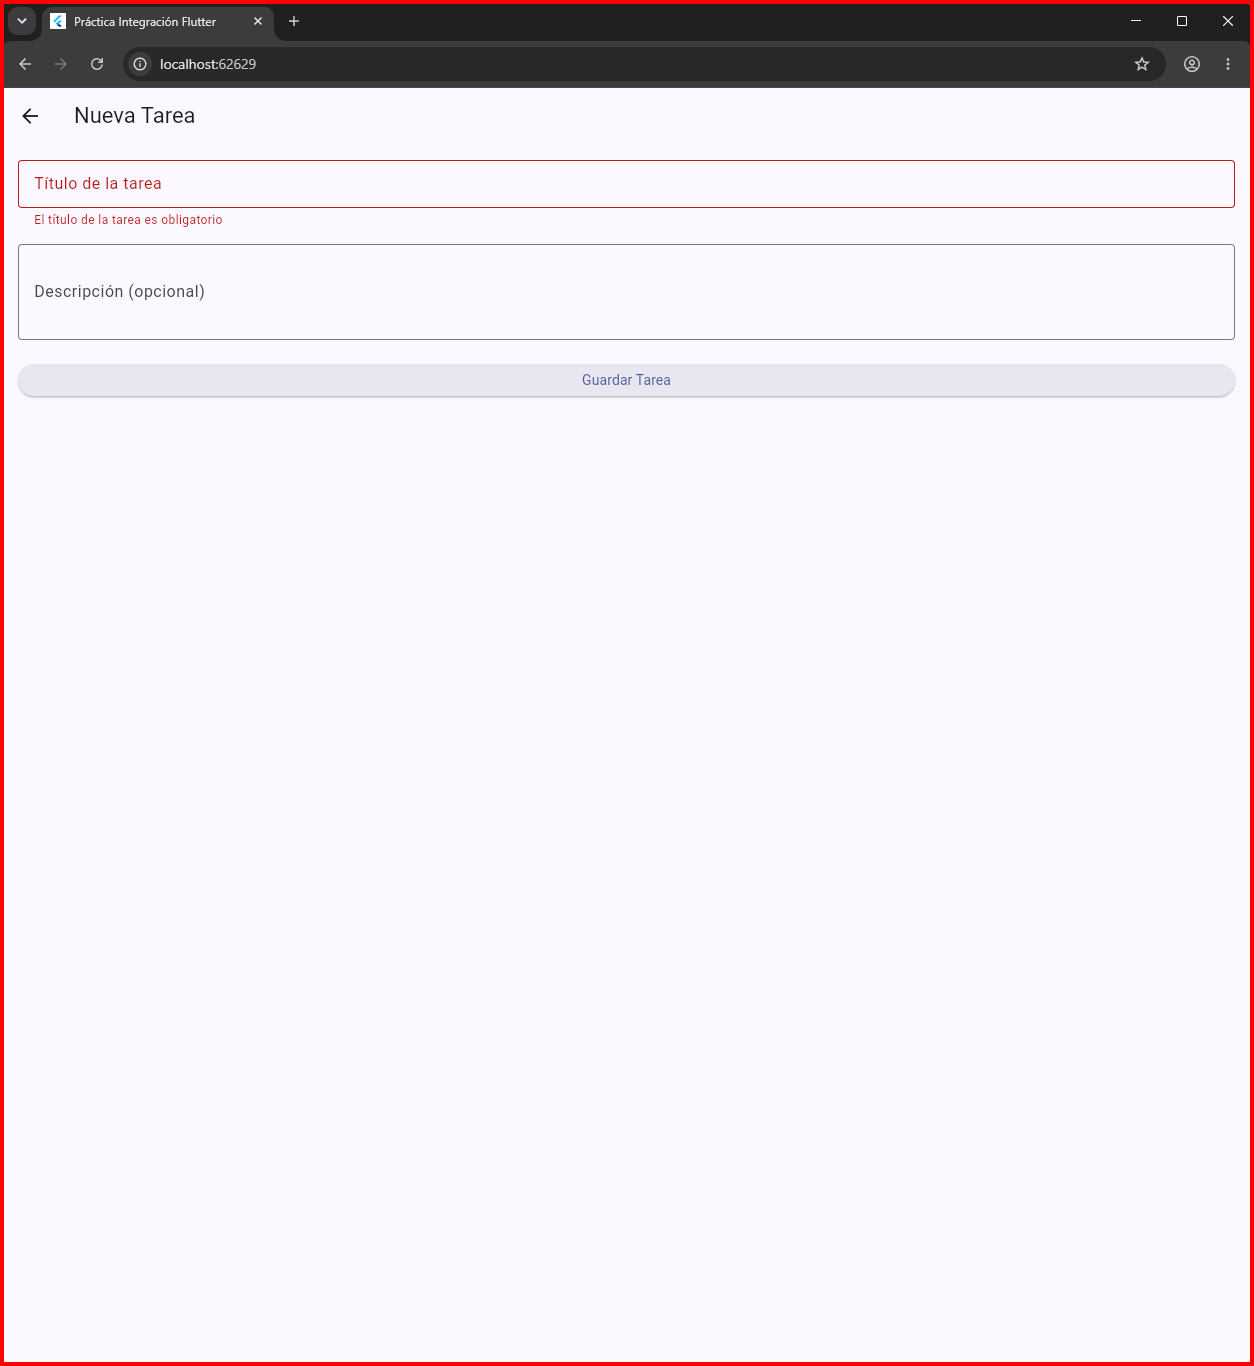 Práctica Integración Flutter
localhost:62629
Nueva Tarea
Título de la tarea
El título de la tarea es obligatorio
Descripción (opcional)
Guardar Tarea